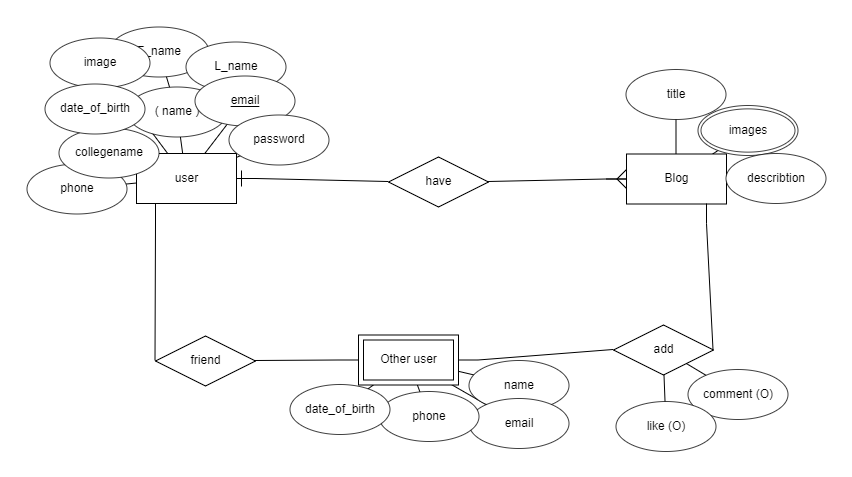 _name
image
L_name
title
email
date_of_birth
( name )
images
password
collegename
user
have
Blog
describtion
phone
friend
Other user
add
name
comment (O)
date_of_birth
phone
email
like (O)